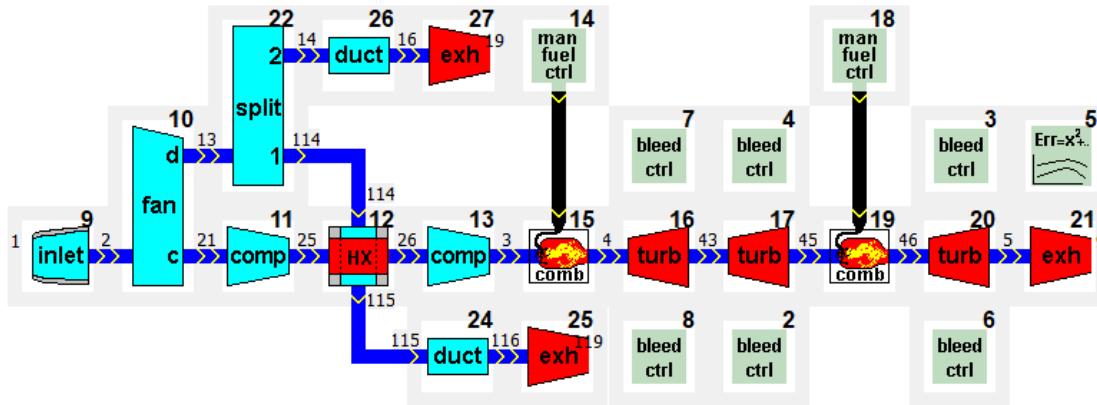 22 26 27 14 18
14 16 19
2 duct exh
man fuel ctrl
man fuel ctrl
split
10 7 4 3 5
13 d 1 114
bleed ctrl
bleed ctrl
bleed ctrl
Err=x²+..
fan
114
9 11 12 13 15 16 17 19 20 21
1 inlet 2 c 21 comp 25 HX 26 comp 3 comb 4 turb 43 turb 45 comb 46 turb 5 exh
115
24 25 8 2 6
115 duct 116 exh 119
bleed ctrl
bleed ctrl
bleed ctrl